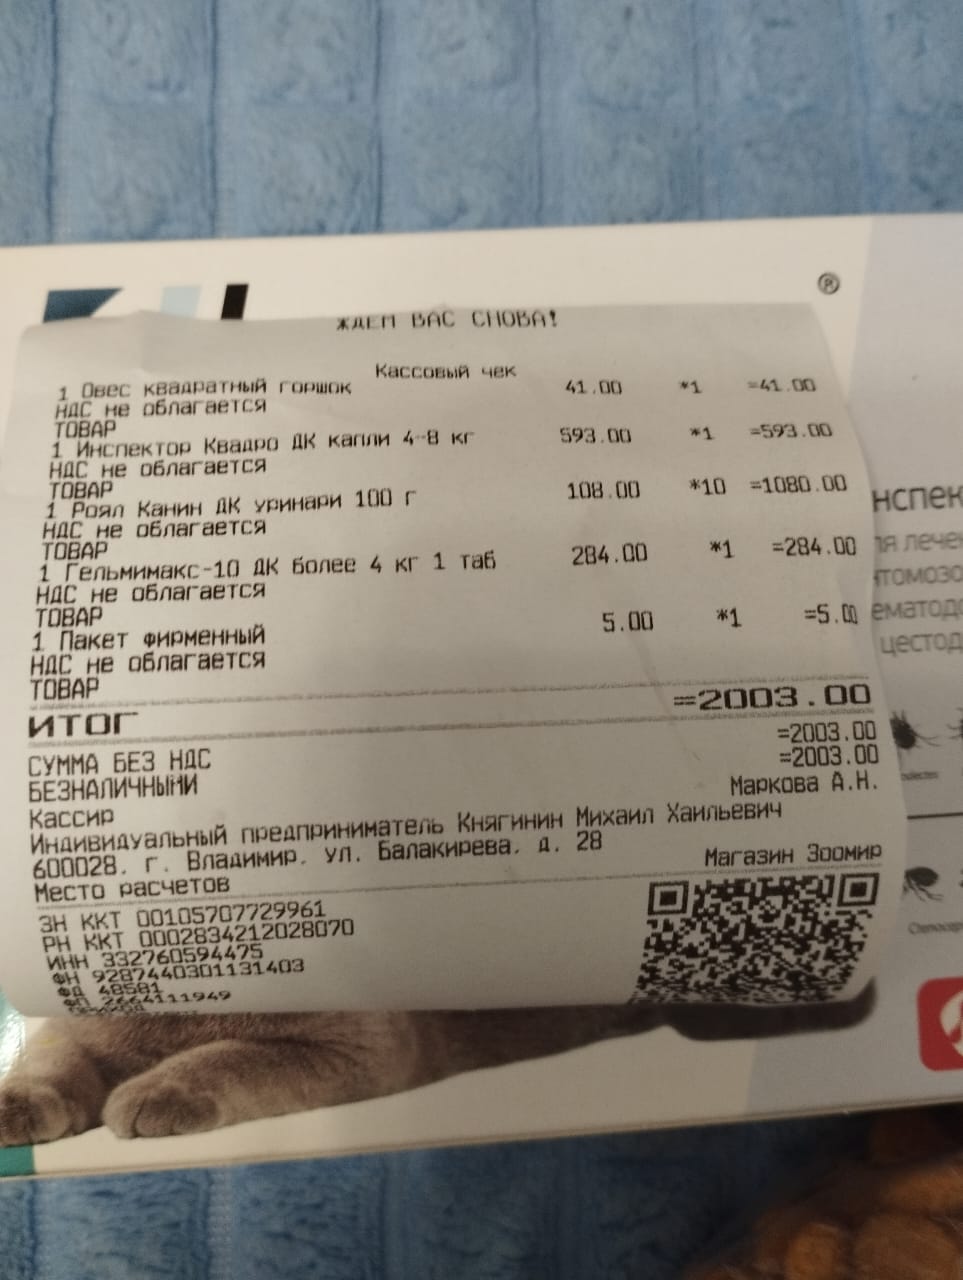 ®
ЖДЕМ ВАС СНОВА!
Кассовый чек
1 Овес квадратный горшок 41.00 *1 =41.00
НДС не облагается
ТОВАР
1 Инспектор Квадро ДК капли 4-8 кг 593.00 *1 =593.00
НДС не облагается
ТОВАР
1 Роял Канин ДК уринари 100 г 108.00 *10 =1080.00
НДС не облагается
ТОВАР
1 Гельмимакс-10 ДК более 4 кг 1 таб 284.00 *1 =284.00
НДС не облагается
ТОВАР
1 Пакет фирменный 5.00 *1 =5.00
НДС не облагается
ТОВАР
ИТОГ =2003.00
СУММА БЕЗ НДС =2003.00
БЕЗНАЛИЧНЫМИ =2003.00
Кассир Маркова А.Н.
Индивидуальный предприниматель Княгинин Михаил Хаильевич
600028, г. Владимир, ул. Балакирева, д. 28
Место расчетов Магазин Зоомир
ЗН ККТ 00105707729961
РН ККТ 0002834212028070
ИНН 332760594475
ФН 9287440301131403
ФД 48581
ФП 2664111949
нспек
ля лече
нтомозо
ематодо
цестод